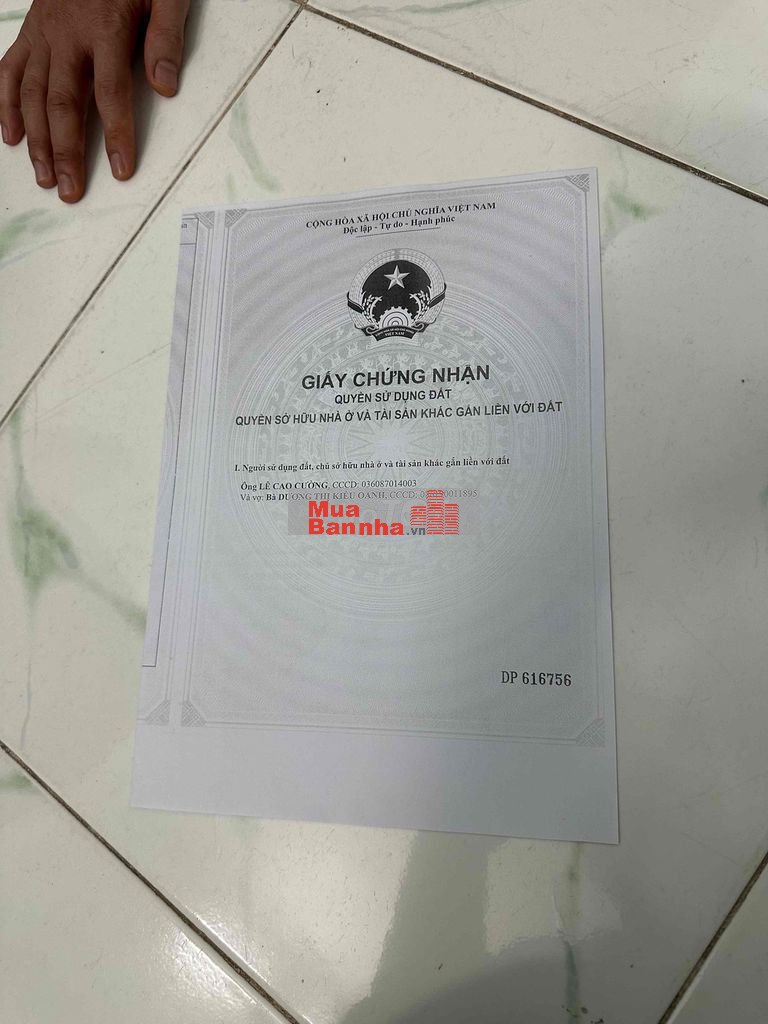 CỘNG HÒA XÃ HỘI CHỦ NGHĨA VIỆT NAM
Độc lập - Tự do - Hạnh phúc
VIỆT NAM
GIẤY CHỨNG NHẬN
QUYỀN SỬ DỤNG ĐẤT
QUYỀN SỞ HỮU NHÀ Ở VÀ TÀI SẢN KHÁC GẮN LIỀN VỚI ĐẤT
I. Người sử dụng đất, chủ sở hữu nhà ở và tài sản khác gắn liền với đất
Ông LÊ CAO CƯỜNG, CCCD: 036087014003
Và vợ: Bà DƯƠNG THỊ KIỀU OANH, CCCD:
Mua
Bannha.vn
DP 616756